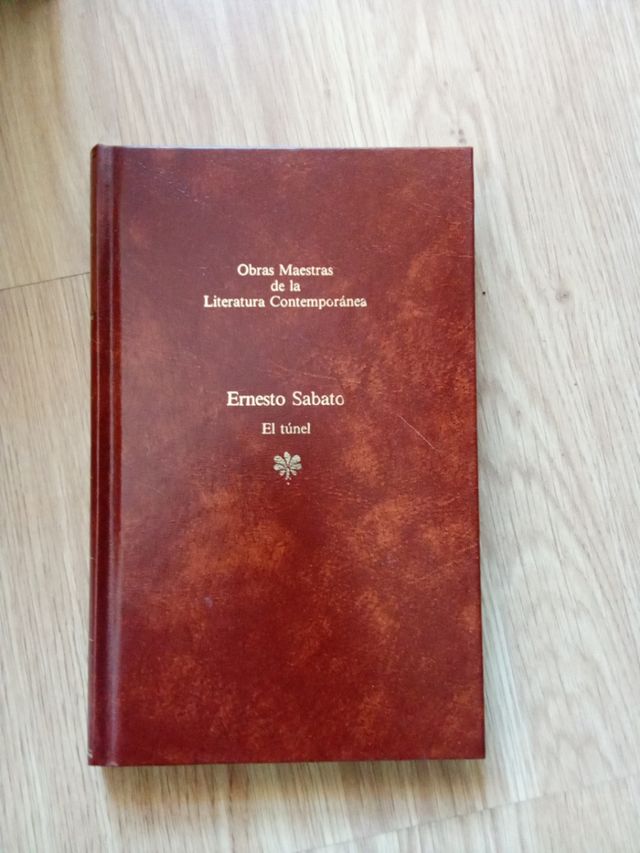 Obras Maestras
de la
Literatura Contemporánea
Ernesto Sabato
El túnel